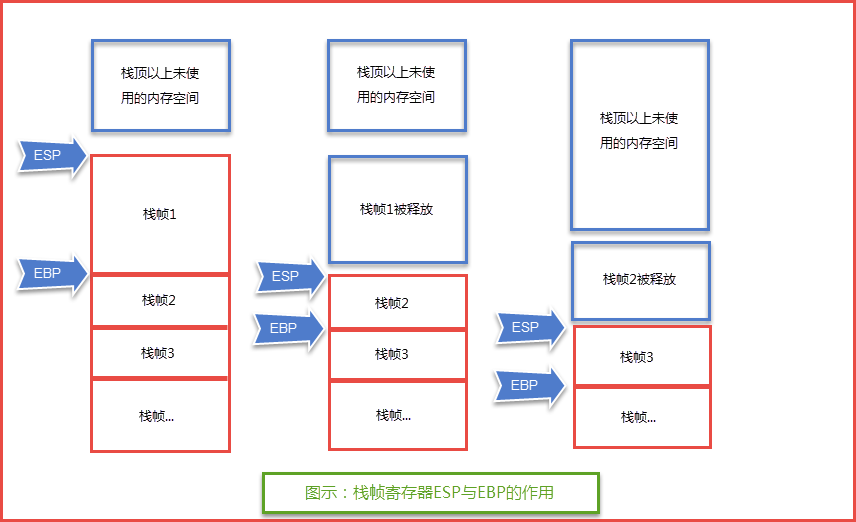 栈顶以上未使
用的内存空间
ESP
栈帧1
EBP
栈帧2
栈帧3
栈帧...
栈顶以上未使
用的内存空间
栈帧1被释放
ESP
栈帧2
EBP
栈帧3
栈帧...
栈顶以上未使
用的内存空间
栈帧2被释放
ESP
栈帧3
EBP
栈帧...
图示：栈帧寄存器ESP与EBP的作用